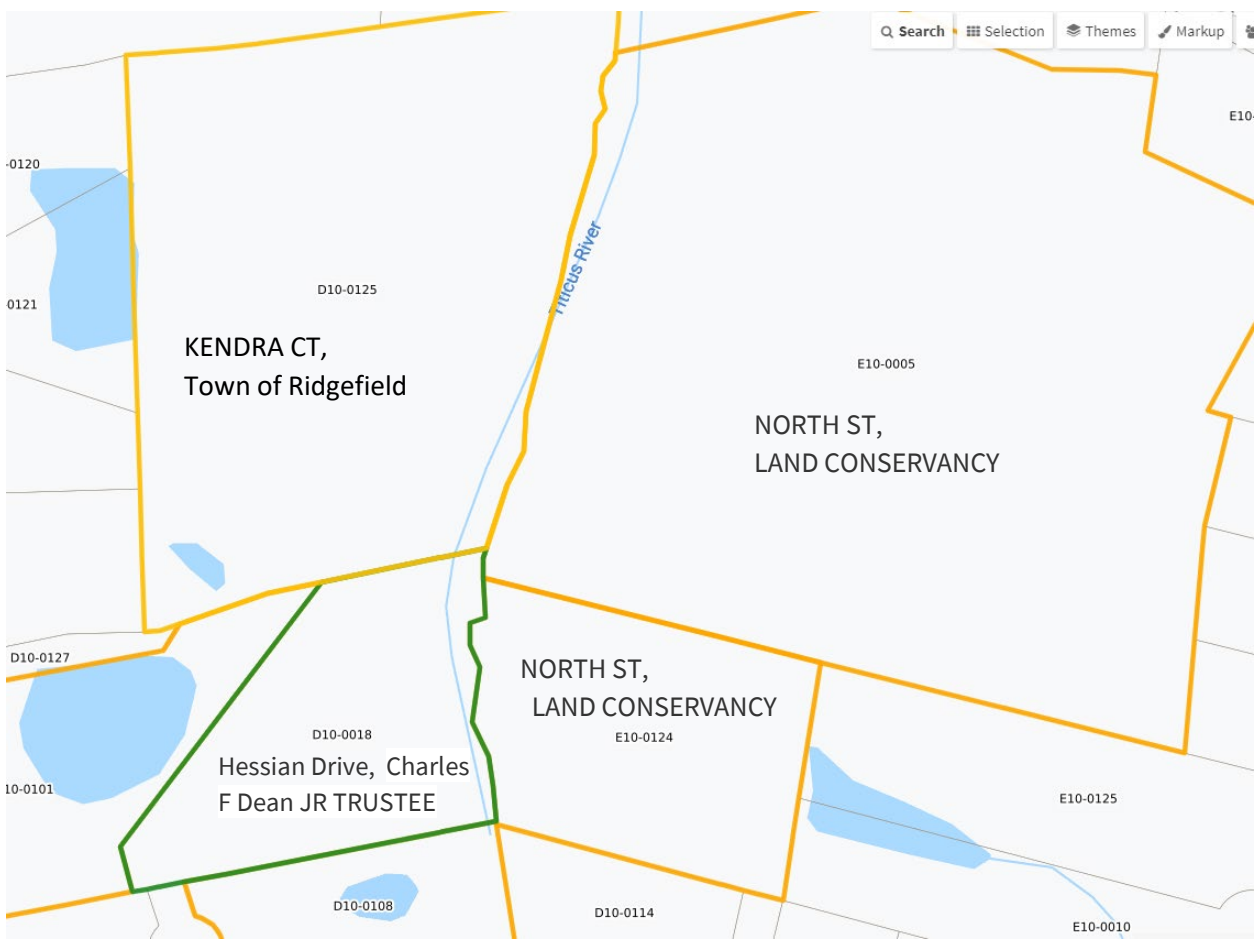 Search
Selection
Themes
Markup
E10-
-0120
Titicus River
D10-0125
0121
KENDRA CT,
Town of Ridgefield
E10-0005
NORTH ST,
LAND CONSERVANCY
D10-0127
NORTH ST,
LAND CONSERVANCY
E10-0124
D10-0018
Hessian Drive, Charles
F Dean JR TRUSTEE
10-0101
E10-0125
D10-0108
D10-0114
E10-0010